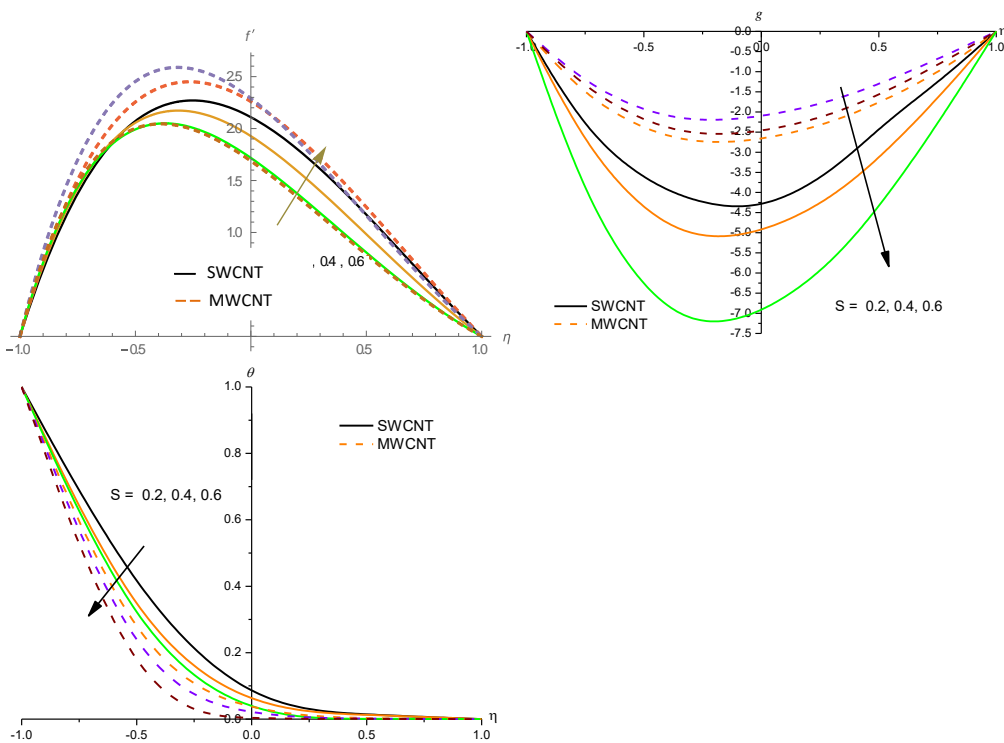 f′
25
2.0
1.5
1.0
, 0.4 , 0.6
SWCNT
MWCNT
−1.0 −0.5 0.5 1.0 η
g
-1.0 -0.5 0.0 0.5 1.0
0.0
-0.5
-1.0
-1.5
-2.0
-2.5
-3.0
-3.5
-4.0
-4.5
-5.0
-5.5
-6.0
-6.5
-7.0
-7.5
SWCNT
MWCNT
S = 0.2, 0.4, 0.6
θ
1.0
0.8
0.6
0.4
0.2
0.0
SWCNT
MWCNT
S = 0.2, 0.4, 0.6
-1.0 -0.5 0.0 0.5 1.0 η